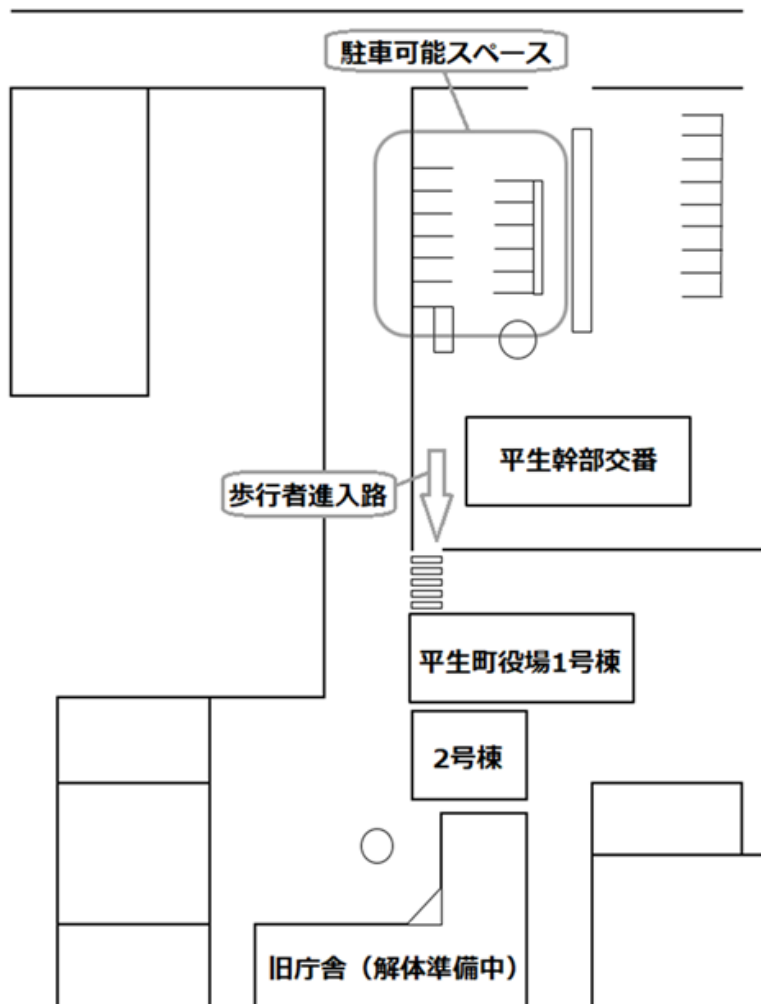 駐車可能スペース
平生幹部交番
歩行者進入路
平生町役場1号棟
2号棟
旧庁舎（解体準備中）